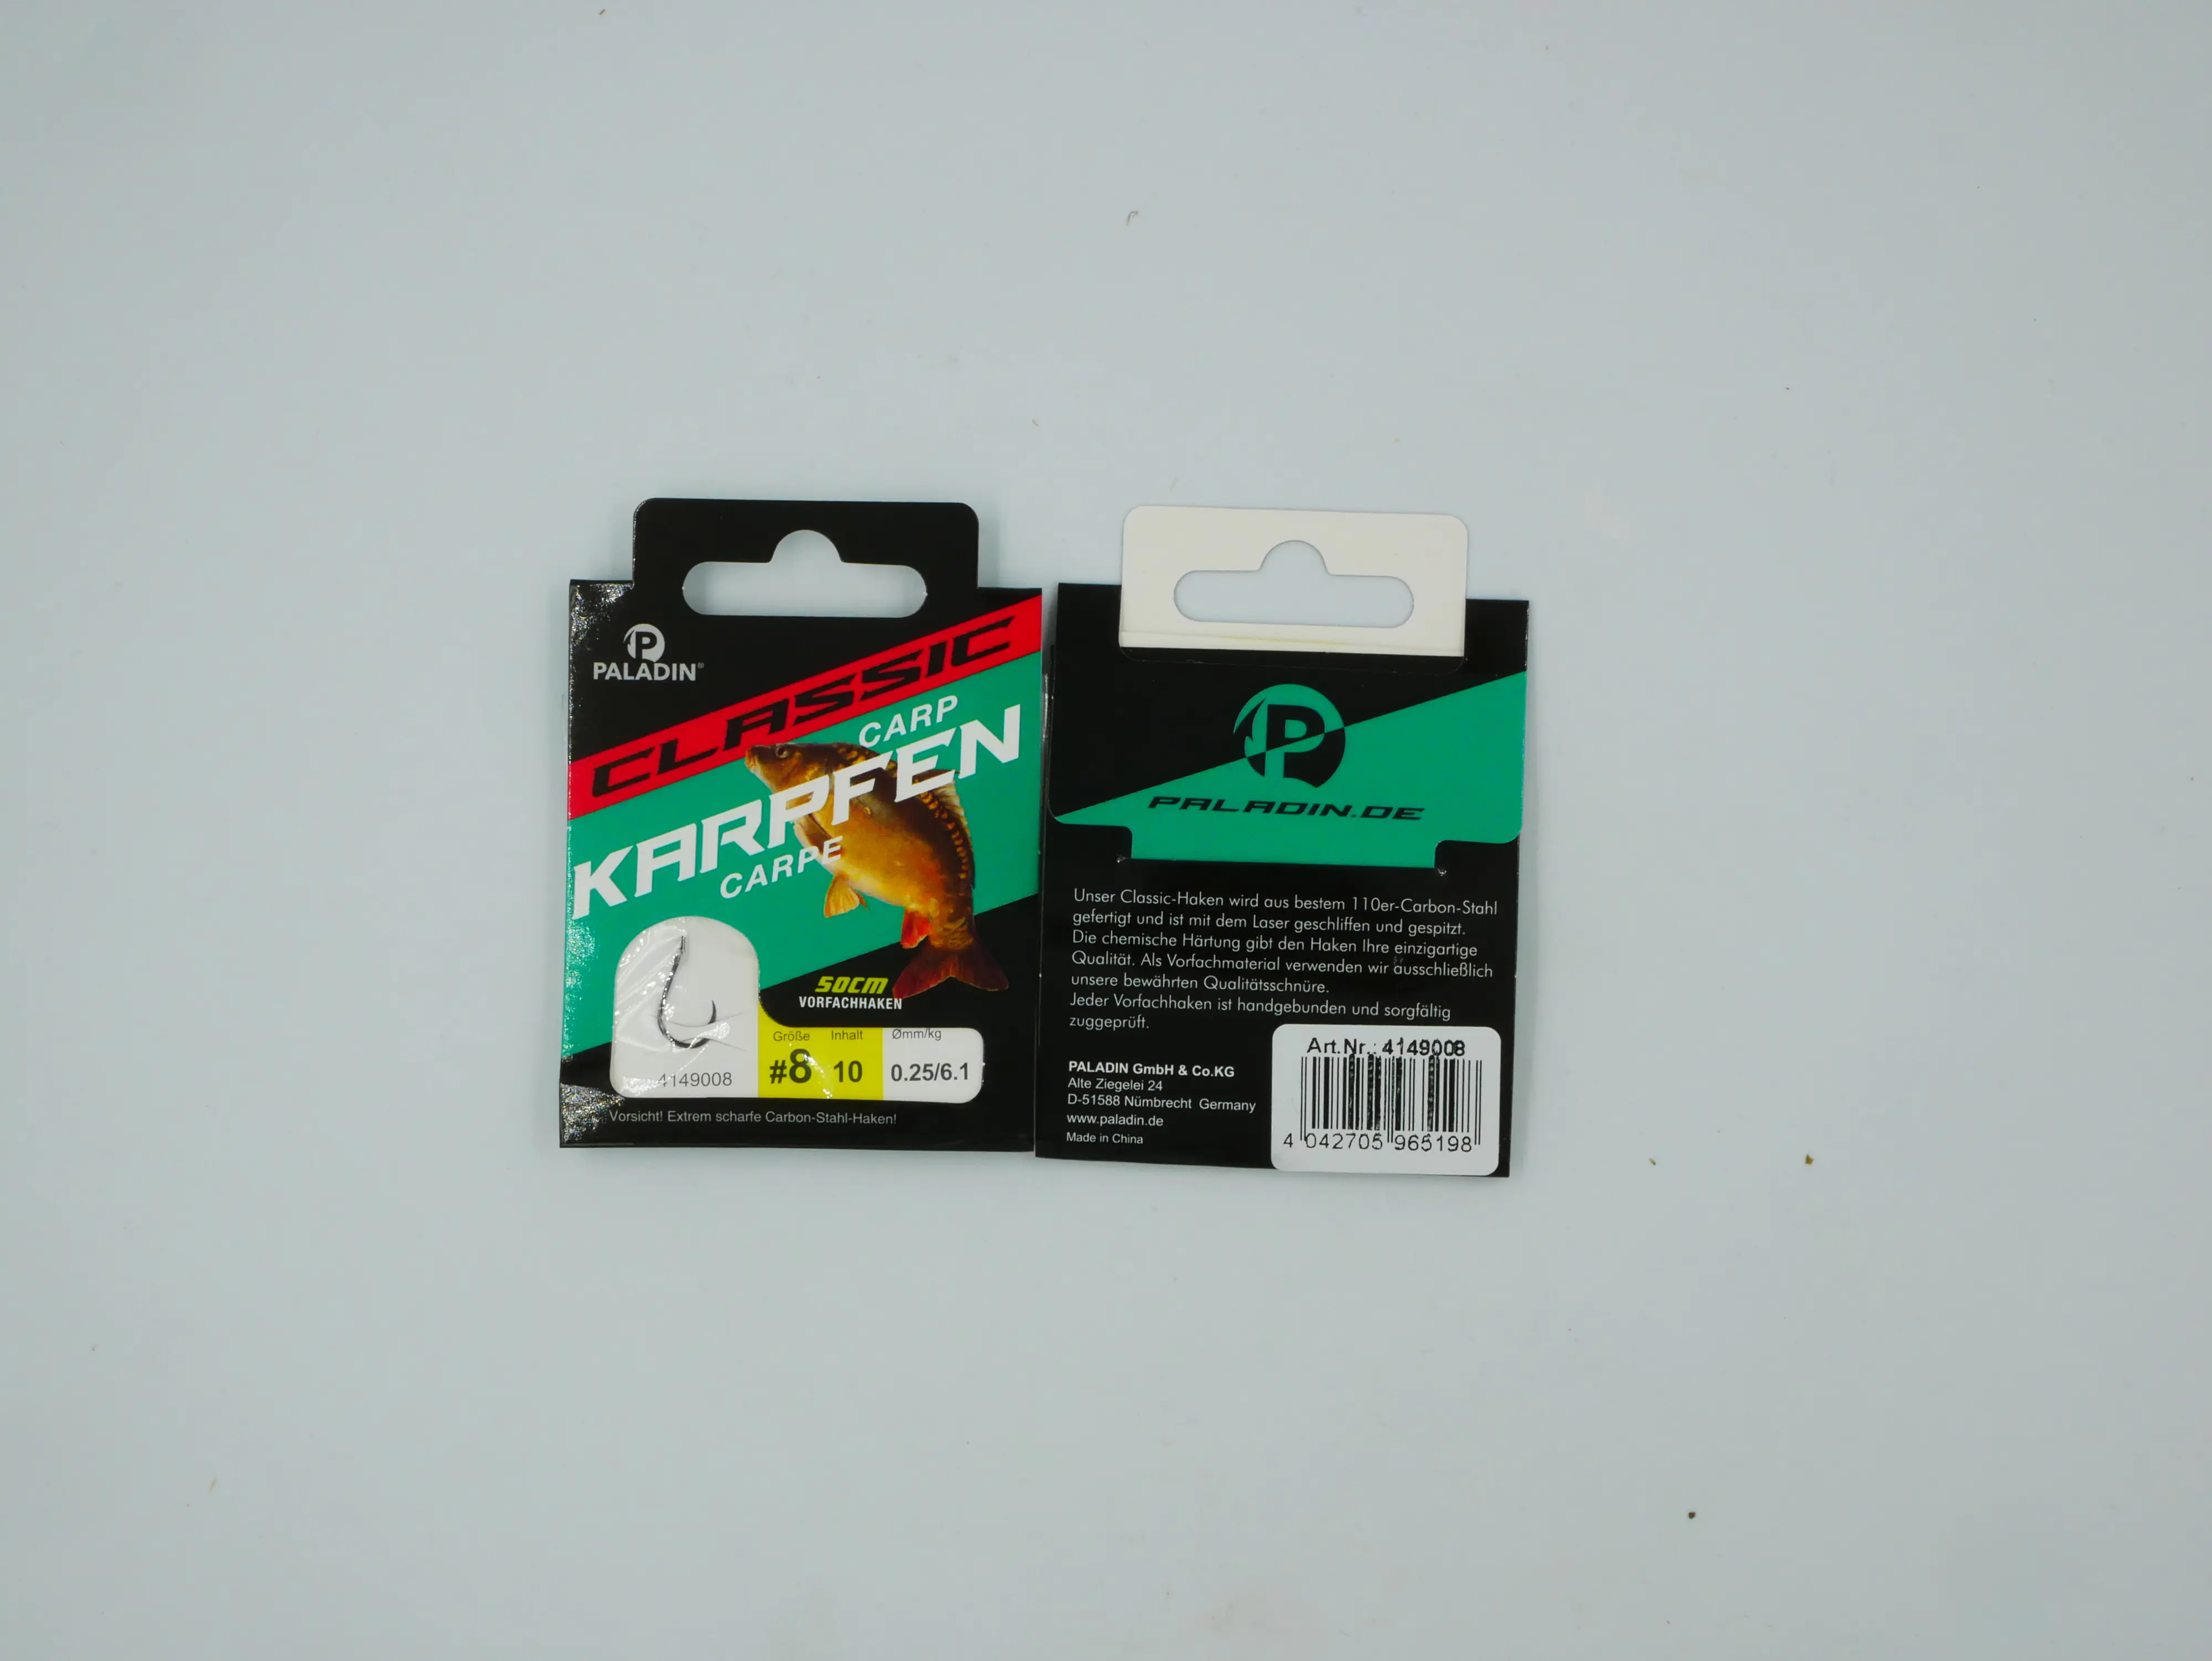 PALADIN®
CLASSIC
CARP
KARPFEN
CARPE
50CM
VORFACHHAKEN
Größe Inhalt Ømm/kg
#8 10 0.25/6.1
4149008
Vorsicht! Extrem scharfe Carbon-Stahl-Haken!
P
PALADIN.DE
Unser Classic-Haken wird aus bestem 110er-Carbon-Stahl
gefertigt und ist mit dem Laser geschliffen und gespitzt.
Die chemische Härtung gibt den Haken Ihre einzigartige
Qualität. Als Vorfachmaterial verwenden wir ausschließlich
unsere bewährten Qualitätsschnüre.
Jeder Vorfachhaken ist handgebunden und sorgfältig
zuggeprüft.
PALADIN GmbH & Co.KG
Alte Ziegelei 24
D-51588 Nümbrecht Germany
www.paladin.de
Made in China
Art.Nr.: 4149008
4 042705 965198